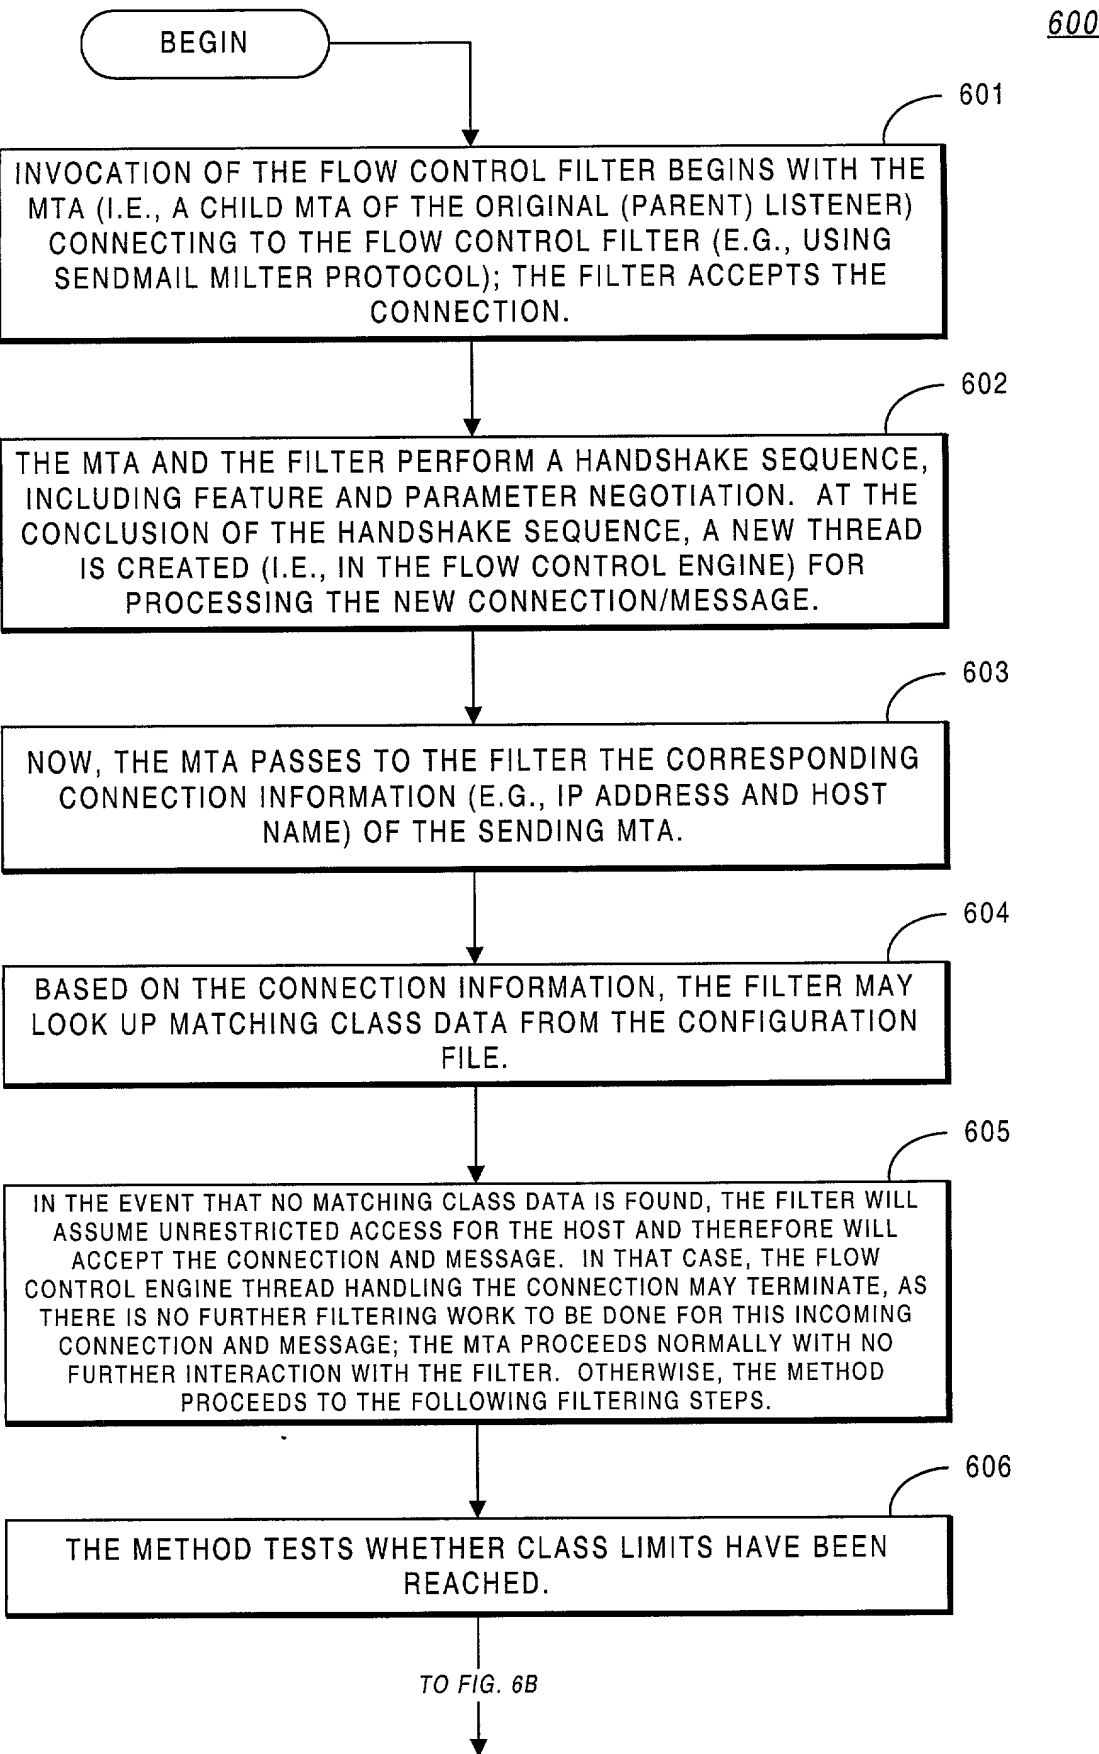 600
BEGIN
601
INVOCATION OF THE FLOW CONTROL FILTER BEGINS WITH THE
MTA (I.E., A CHILD MTA OF THE ORIGINAL (PARENT) LISTENER)
CONNECTING TO THE FLOW CONTROL FILTER (E.G., USING
SENDMAIL MILTER PROTOCOL); THE FILTER ACCEPTS THE
CONNECTION.
602
THE MTA AND THE FILTER PERFORM A HANDSHAKE SEQUENCE,
INCLUDING FEATURE AND PARAMETER NEGOTIATION. AT THE
CONCLUSION OF THE HANDSHAKE SEQUENCE, A NEW THREAD
IS CREATED (I.E., IN THE FLOW CONTROL ENGINE) FOR
PROCESSING THE NEW CONNECTION/MESSAGE.
603
NOW, THE MTA PASSES TO THE FILTER THE CORRESPONDING
CONNECTION INFORMATION (E.G., IP ADDRESS AND HOST
NAME) OF THE SENDING MTA.
604
BASED ON THE CONNECTION INFORMATION, THE FILTER MAY
LOOK UP MATCHING CLASS DATA FROM THE CONFIGURATION
FILE.
605
IN THE EVENT THAT NO MATCHING CLASS DATA IS FOUND, THE FILTER WILL
ASSUME UNRESTRICTED ACCESS FOR THE HOST AND THEREFORE WILL
ACCEPT THE CONNECTION AND MESSAGE. IN THAT CASE, THE FLOW
CONTROL ENGINE THREAD HANDLING THE CONNECTION MAY TERMINATE, AS
THERE IS NO FURTHER FILTERING WORK TO BE DONE FOR THIS INCOMING
CONNECTION AND MESSAGE; THE MTA PROCEEDS NORMALLY WITH NO
FURTHER INTERACTION WITH THE FILTER. OTHERWISE, THE METHOD
PROCEEDS TO THE FOLLOWING FILTERING STEPS.
606
THE METHOD TESTS WHETHER CLASS LIMITS HAVE BEEN
REACHED.
TO FIG. 6B